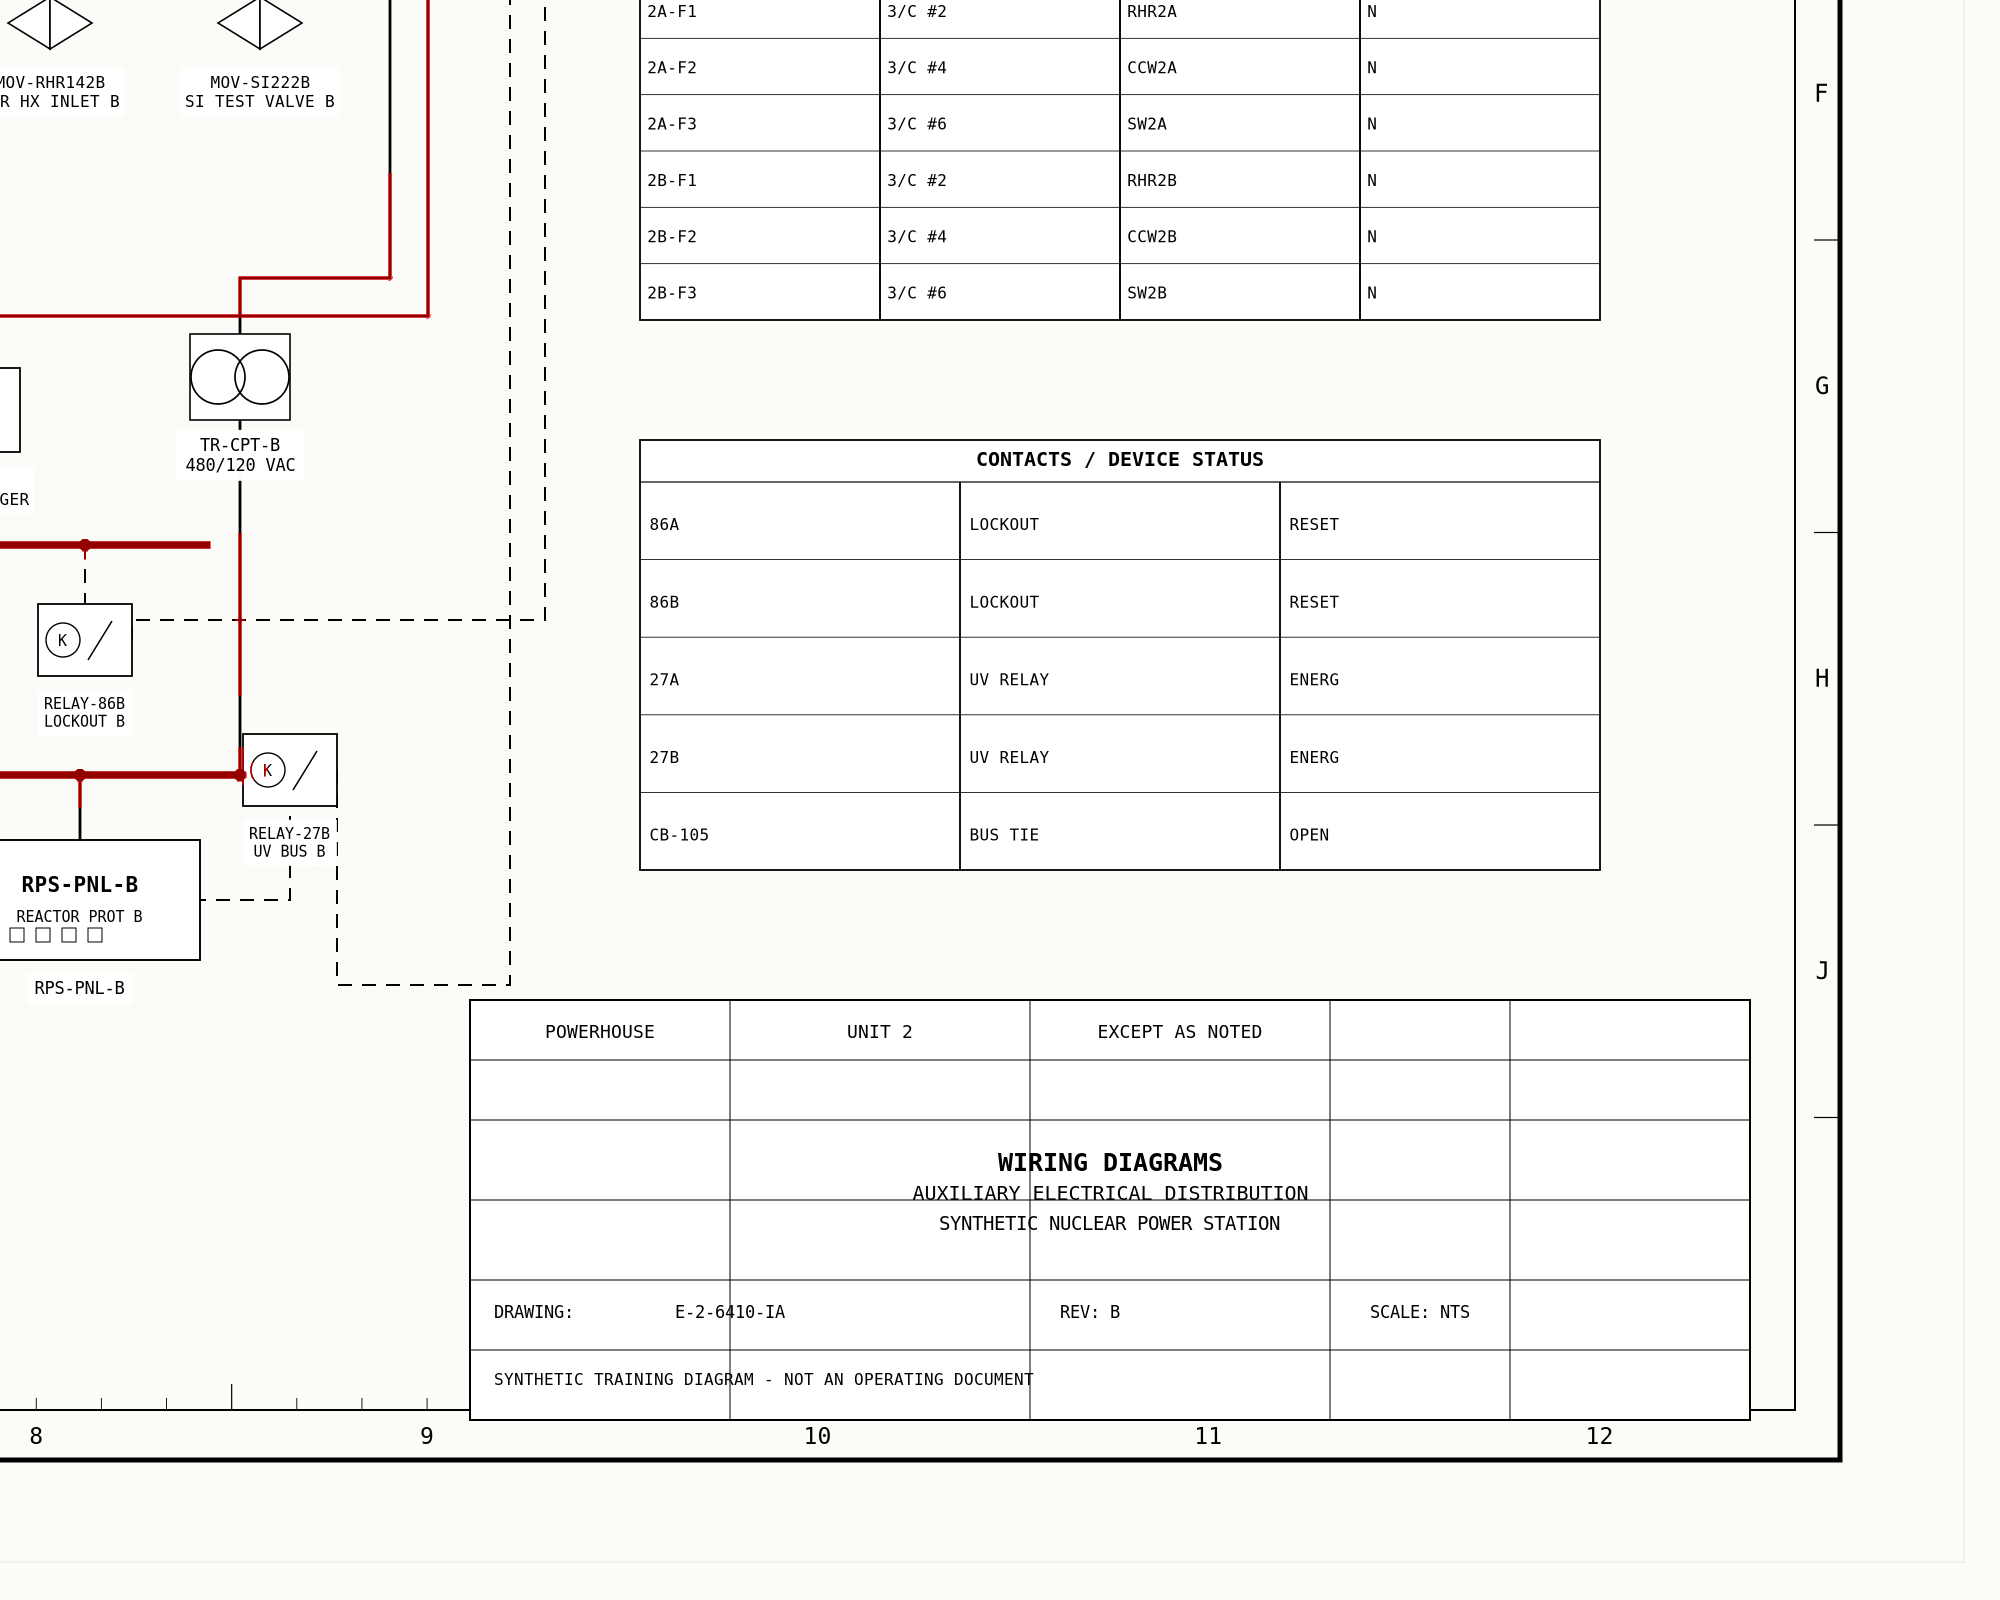 2A-F1 3/C #2 RHR2A N
2A-F2 3/C #4 CCW2A N
2A-F3 3/C #6 SW2A N
2B-F1 3/C #2 RHR2B N
2B-F2 3/C #4 CCW2B N
2B-F3 3/C #6 SW2B N
MOV-RHR142B
R HX INLET B
MOV-SI222B
SI TEST VALVE B
F
G
H
J
TR-CPT-B
480/120 VAC
GER
K
RELAY-86B
LOCKOUT B
K
RELAY-27B
UV BUS B
RPS-PNL-B
REACTOR PROT B
RPS-PNL-B
CONTACTS / DEVICE STATUS
86A LOCKOUT RESET
86B LOCKOUT RESET
27A UV RELAY ENERG
27B UV RELAY ENERG
CB-105 BUS TIE OPEN
POWERHOUSE UNIT 2 EXCEPT AS NOTED
WIRING DIAGRAMS
AUXILIARY ELECTRICAL DISTRIBUTION
SYNTHETIC NUCLEAR POWER STATION
DRAWING: E-2-6410-IA REV: B SCALE: NTS
SYNTHETIC TRAINING DIAGRAM - NOT AN OPERATING DOCUMENT
8 9 10 11 12